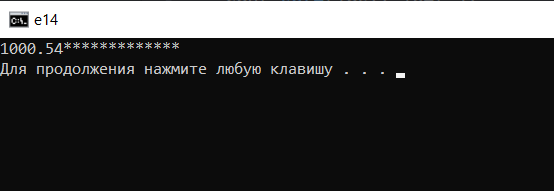 e14
1000.54*************
Для продолжения нажмите любую клавишу . . .